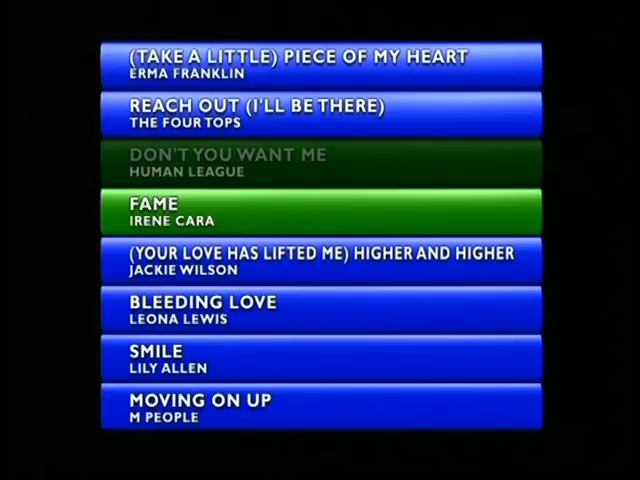 (TAKE A LITTLE) PIECE OF MY HEART
ERMA FRANKLIN
REACH OUT (I'LL BE THERE)
THE FOUR TOPS
DON'T YOU WANT ME
HUMAN LEAGUE
FAME
IRENE CARA
(YOUR LOVE HAS LIFTED ME) HIGHER AND HIGHER
JACKIE WILSON
BLEEDING LOVE
LEONA LEWIS
SMILE
LILY ALLEN
MOVING ON UP
M PEOPLE